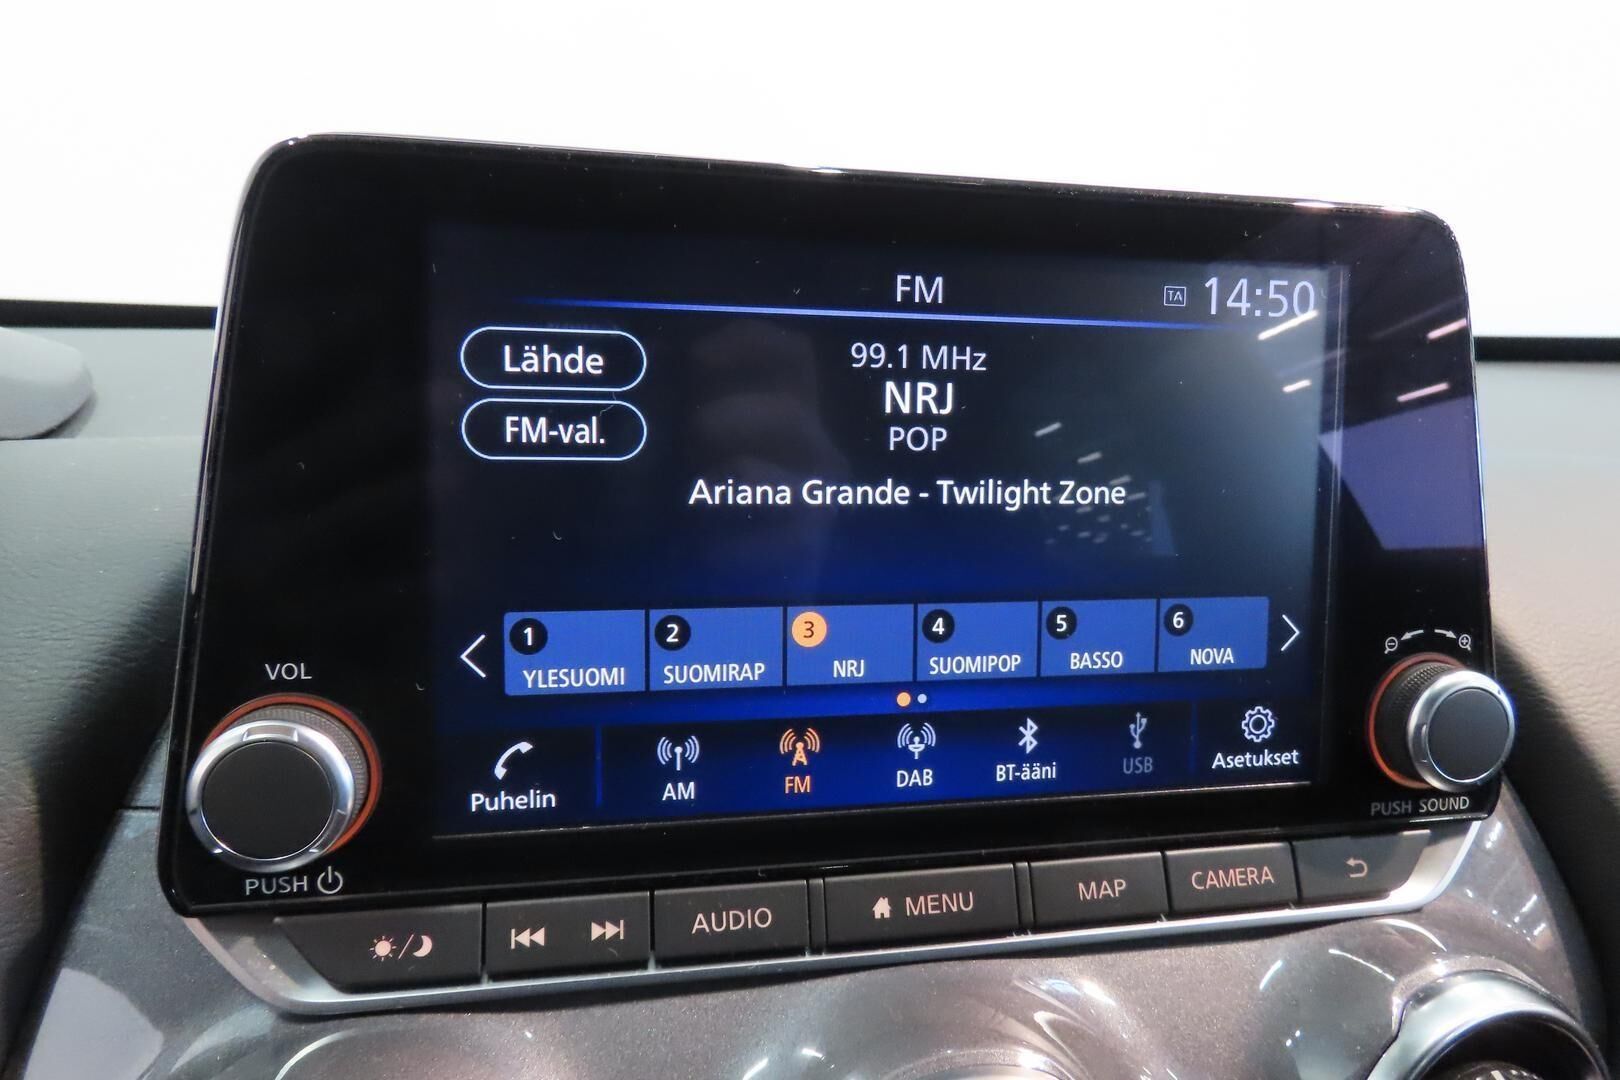 FM
TA 14:50
Lähde
99.1 MHz
NRJ
FM-val.
POP
Ariana Grande - Twilight Zone
1 YLESUOMI
2 SUOMIRAP
3 NRJ
4 SUOMIPOP
5 BASSO
6 NOVA
VOL
Puhelin
AM
FM
DAB
BT-ääni
USB
Asetukset
PUSH
PUSH SOUND
AUDIO
MENU
MAP
CAMERA